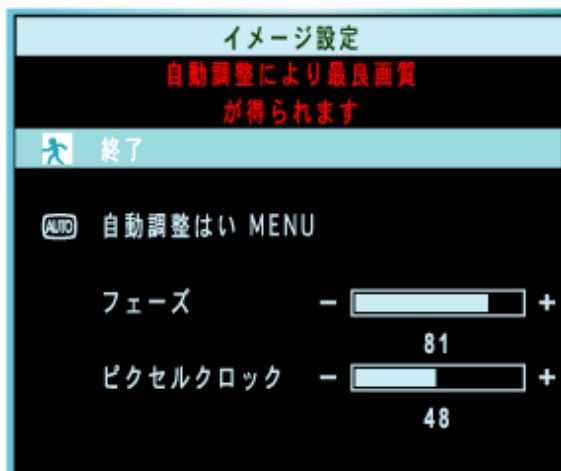 イメージ設定
自動調整により最良画質
が得られます
終了
AUTO 自動調整はい MENU
フェーズ - +
81
ピクセルクロック - +
48